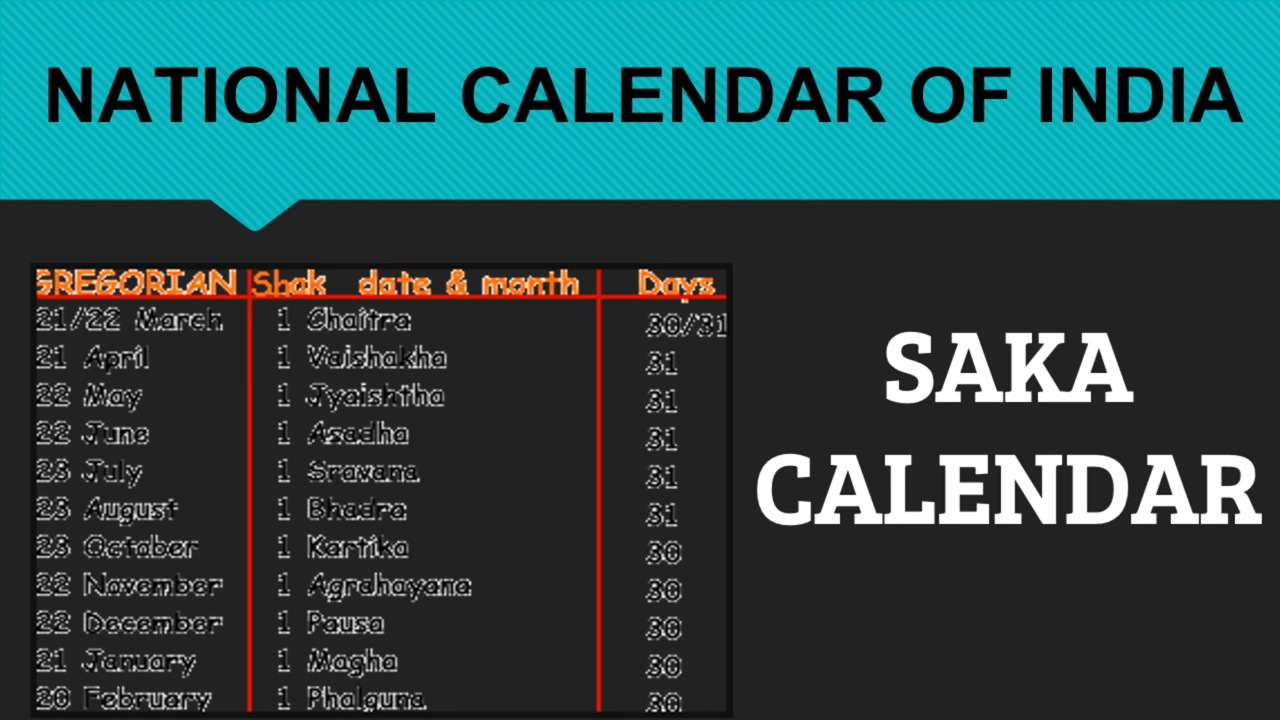 NATIONAL CALENDAR OF INDIA
GREGORIAN Shak date & month Days
21/22 March 1 Chaitra 30/31
21 April 1 Vaishakha 31
22 May 1 Jyaishtha 31
22 June 1 Asadha 31
23 July 1 Sravana 31
23 August 1 Bhadra 31
23 October 1 Kartika 30
22 November 1 Agrahayana 30
22 December 1 Pausa 30
21 January 1 Magha 30
20 February 1 Phalguna 30
SAKA
CALENDAR